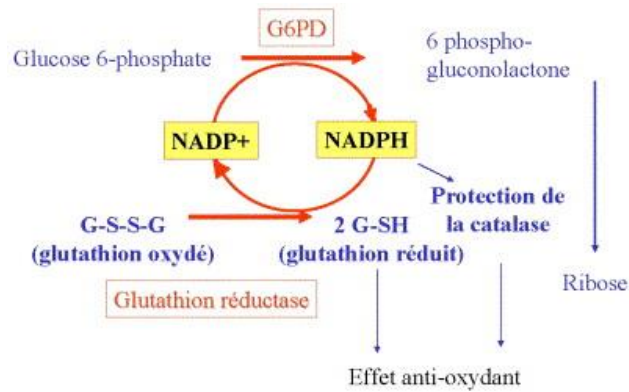 G6PD
Glucose 6-phosphate
6 phospho-
gluconolactone
NADP+
NADPH
Protection de
la catalase
G-S-S-G
(glutathion oxydé)
2 G-SH
(glutathion réduit)
Glutathion réductase
Ribose
Effet anti-oxydant